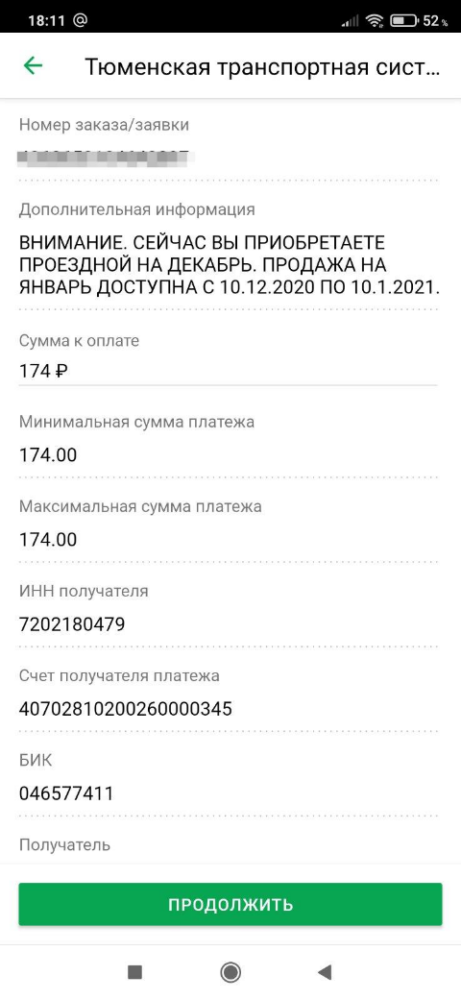 18:11 @ 52 %
Тюменская транспортная сист...
Номер заказа/заявки
Дополнительная информация
ВНИМАНИЕ. СЕЙЧАС ВЫ ПРИОБРЕТАЕТЕ
ПРОЕЗДНОЙ НА ДЕКАБРЬ. ПРОДАЖА НА
ЯНВАРЬ ДОСТУПНА С 10.12.2020 ПО 10.1.2021.
Сумма к оплате
174 ₽
Минимальная сумма платежа
174.00
Максимальная сумма платежа
174.00
ИНН получателя
7202180479
Счет получателя платежа
40702810200260000345
БИК
046577411
Получатель
ПРОДОЛЖИТЬ